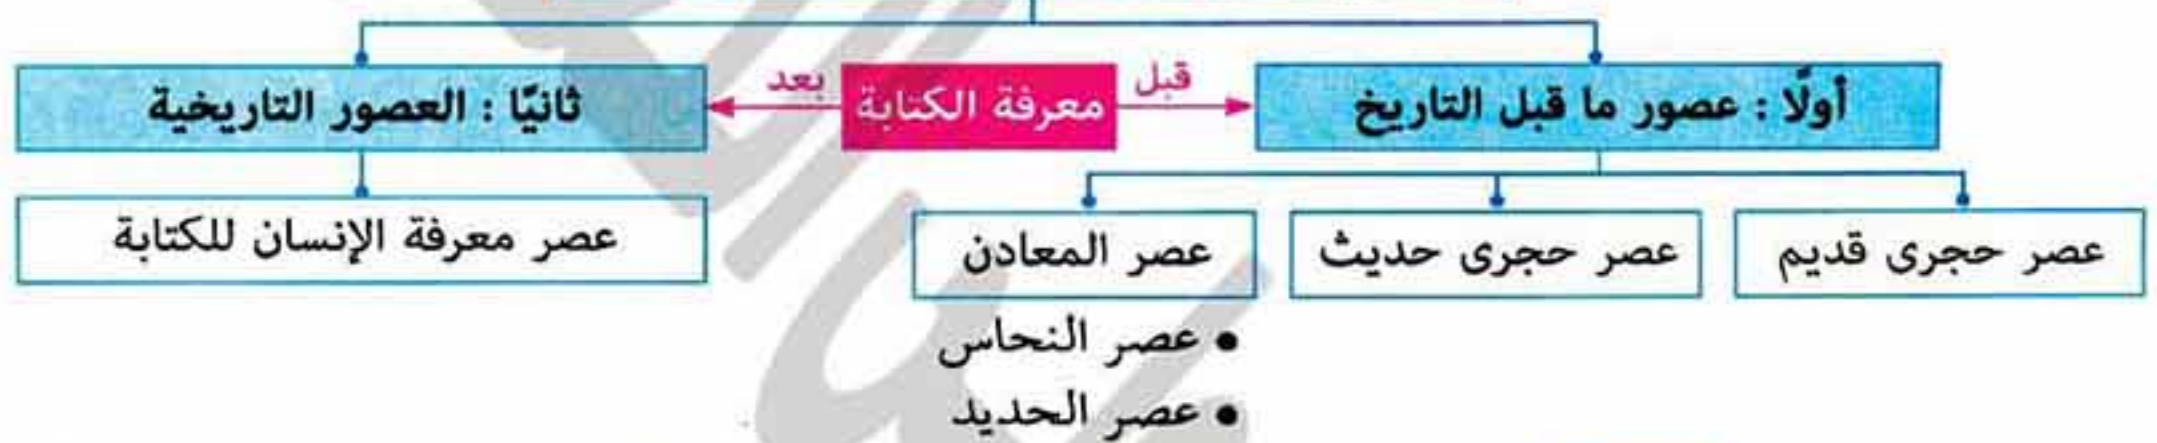 أولًا : عصور ما قبل التاريخ
قبل
معرفة الكتابة
بعد
ثانيًا : العصور التاريخية
عصر حجرى قديم
عصر حجرى حديث
عصر المعادن
عصر معرفة الإنسان للكتابة
• عصر النحاس
• عصر الحديد